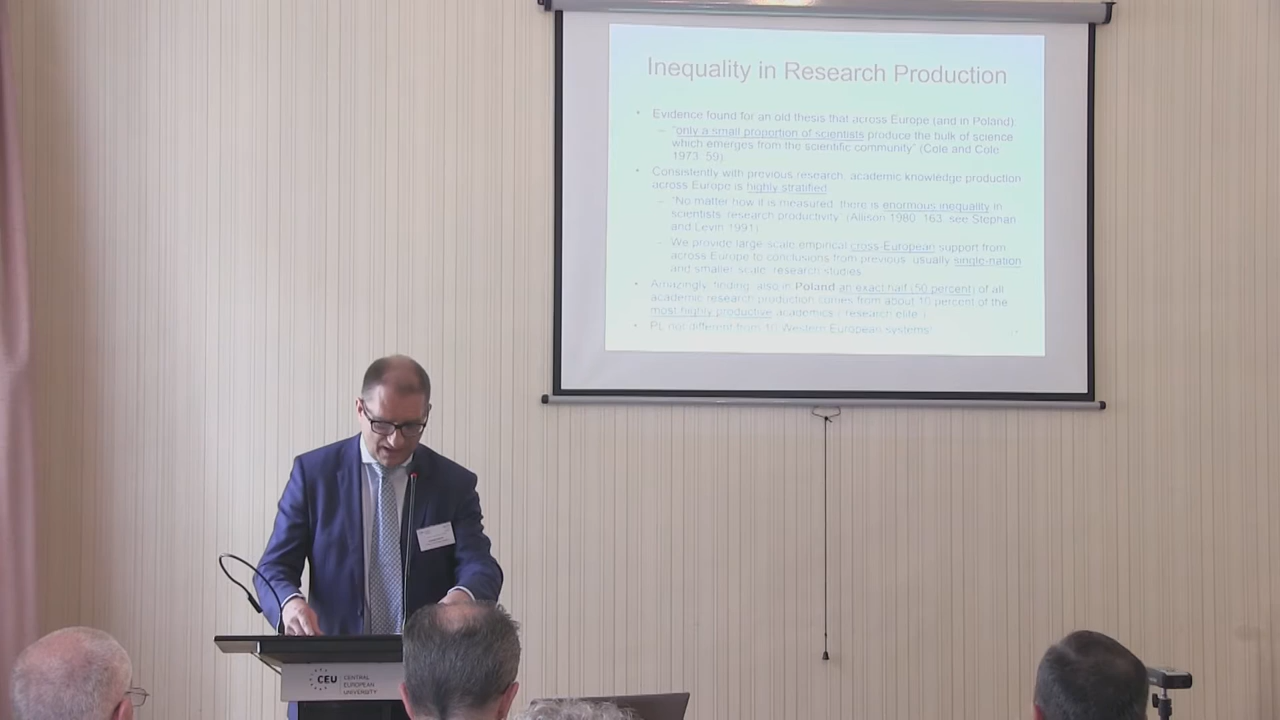 Inequality in Research Production
• Evidence found for an old thesis that across Europe (and in Poland)
– "only a small proportion of scientists produce the bulk of science
which emerges from the scientific community" (Cole and Cole
1973: 59).
• Consistently with previous research, academic knowledge production
across Europe is highly stratified.
– "No matter how it is measured, there is enormous inequality in
scientists' research productivity" (Allison 1980: 163, see Stephan
and Levin 1991).
– We provide large-scale empirical cross-European support from
across Europe to conclusions from previous, usually single-nation
and smaller-scale, research studies.
• Amazingly, finding: also in Poland an exact half (50 percent) of all
academic research production comes from about 10 percent of the
most highly productive academics ("research elite").
• PL not different from 10 Western European systems!
CEU CENTRAL
EUROPEAN
UNIVERSITY